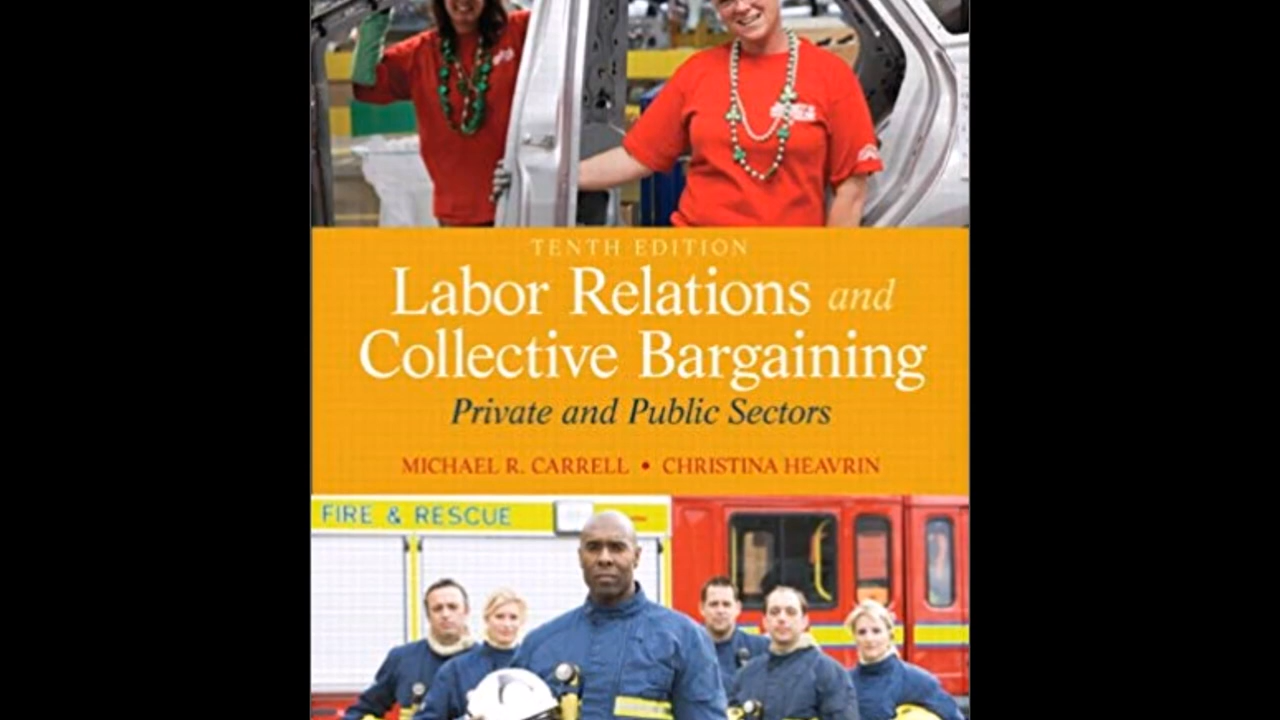 TENTH EDITION
Labor Relations and
Collective Bargaining
Private and Public Sectors
MICHAEL R. CARRELL • CHRISTINA HEAVRIN
FIRE & RESCUE